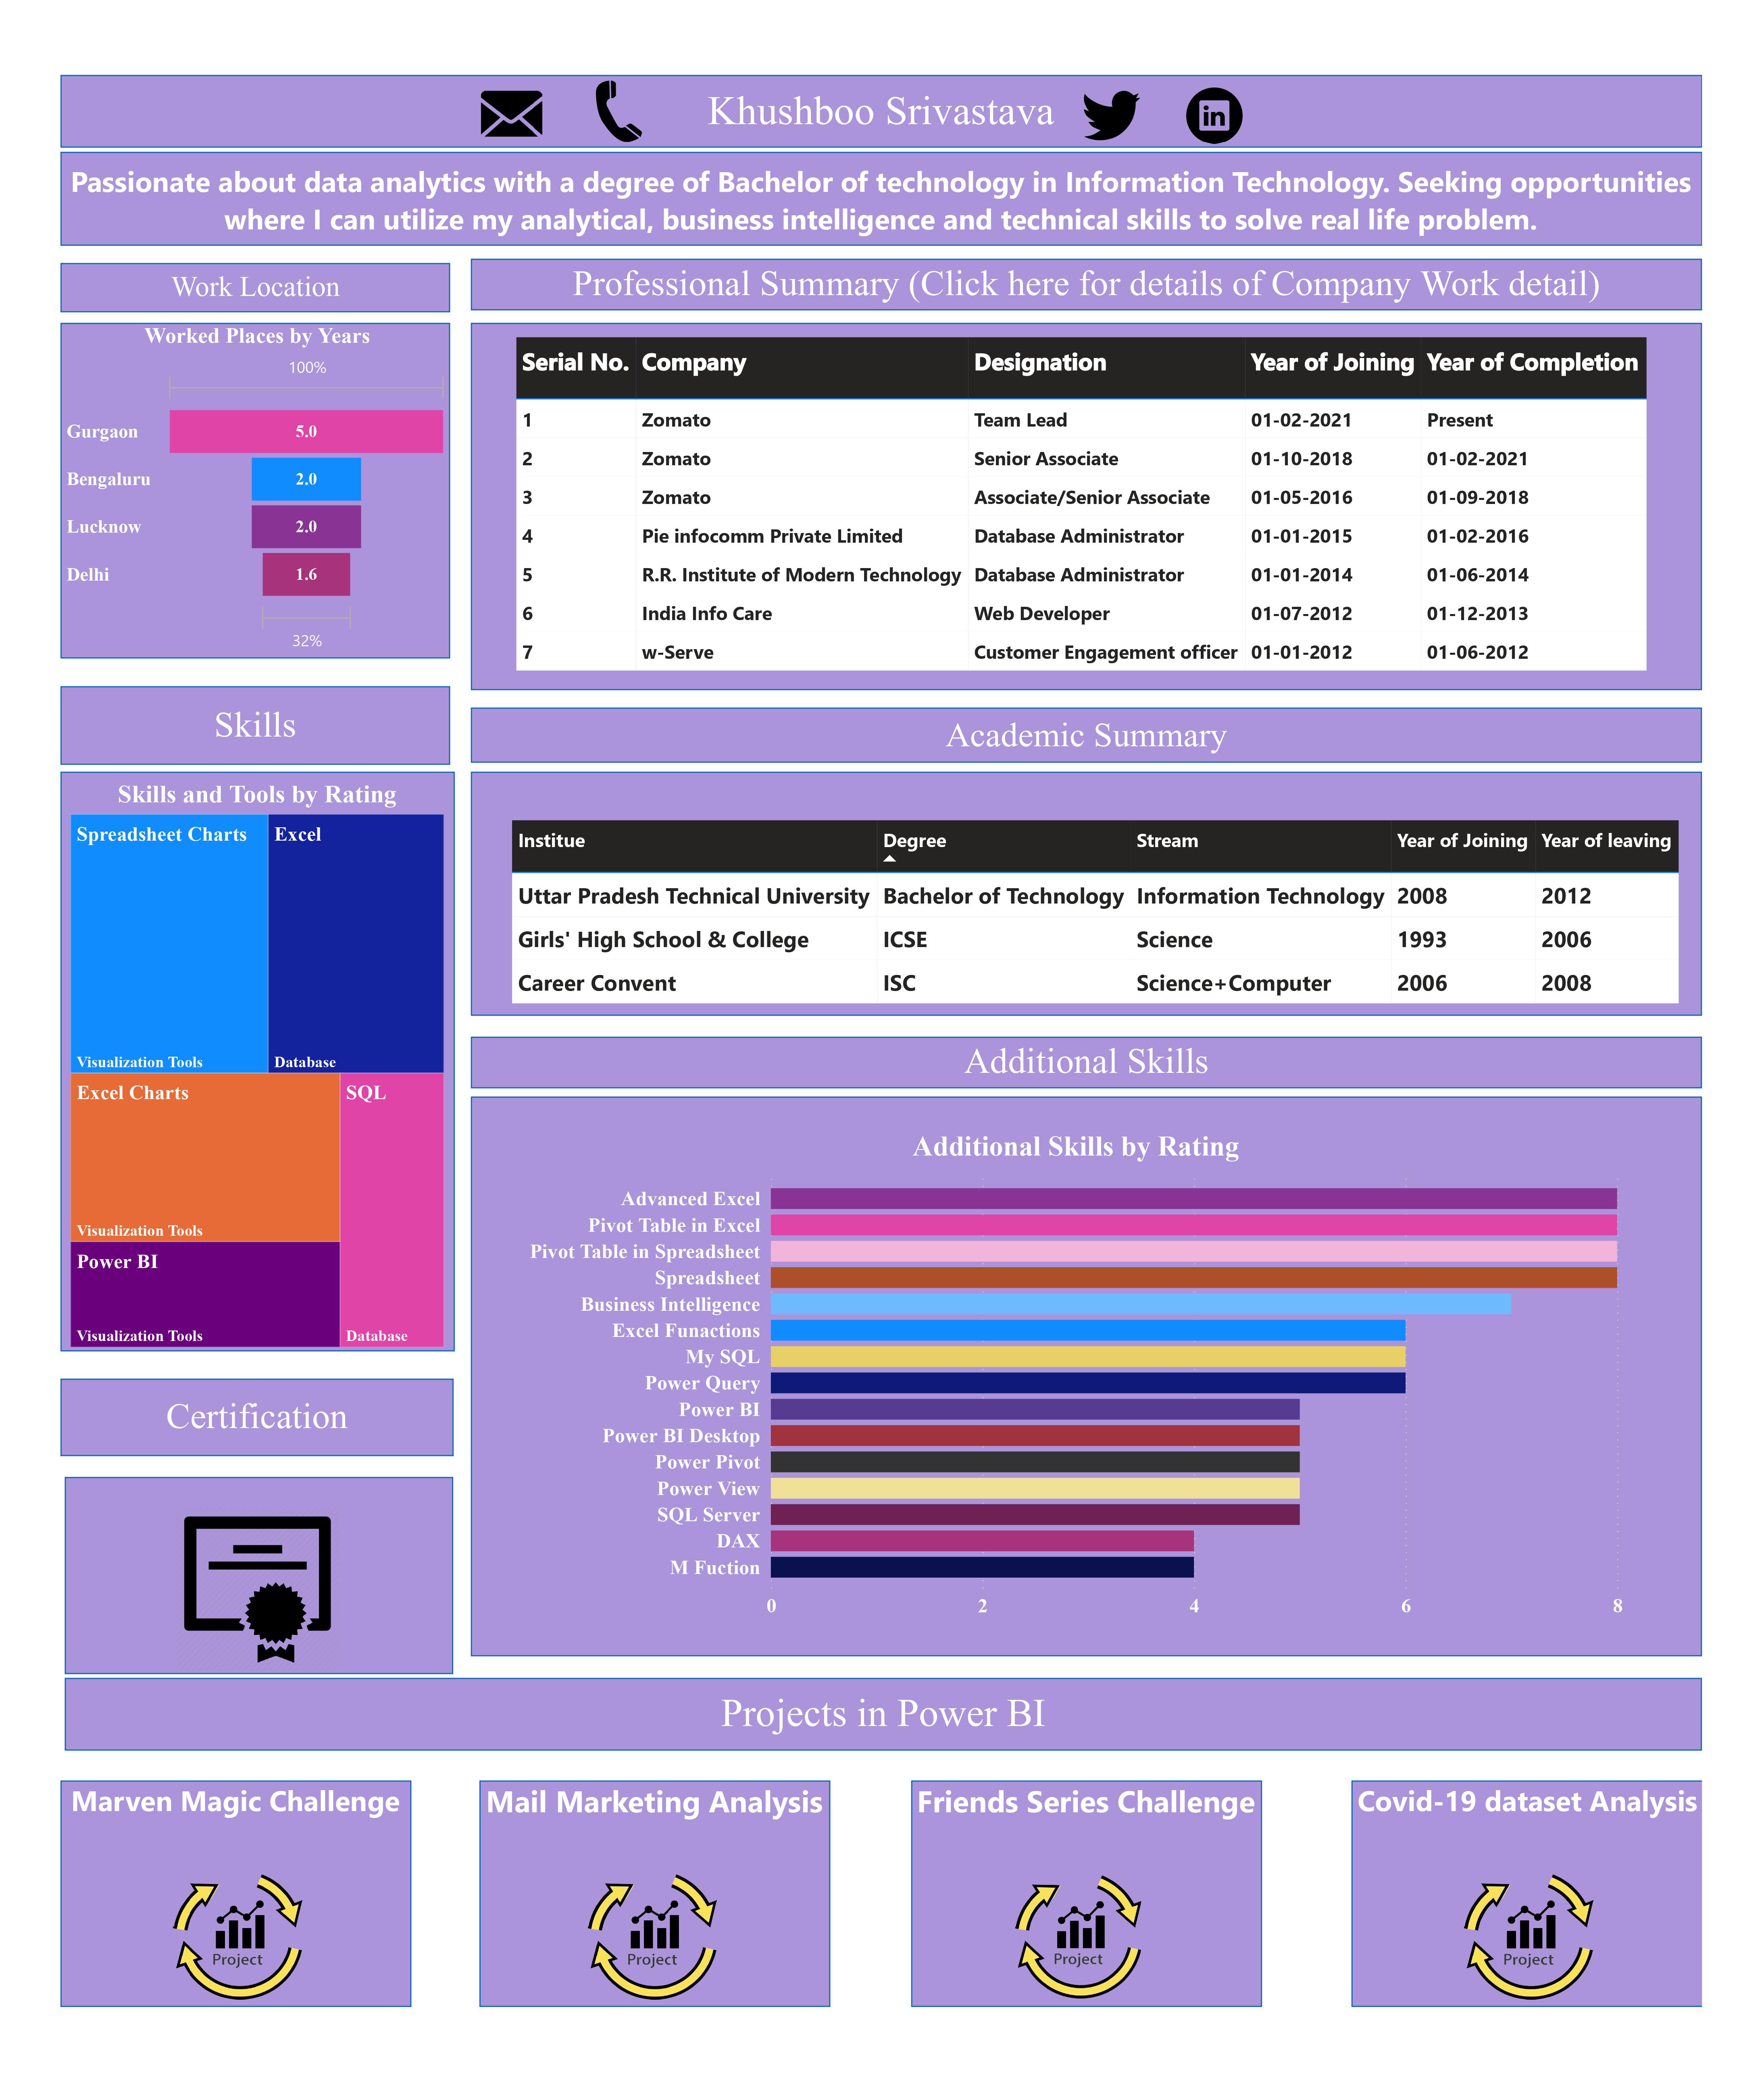 Khushboo Srivastava
in
Passionate about data analytics with a degree of Bachelor of technology in Information Technology. Seeking opportunities
where I can utilize my analytical, business intelligence and technical skills to solve real life problem.
Work Location
Worked Places by Years
100%
Gurgaon 5.0
Bengaluru 2.0
Lucknow 2.0
Delhi 1.6
32%
Professional Summary (Click here for details of Company Work detail)
Serial No. Company Designation Year of Joining Year of Completion
1 Zomato Team Lead 01-02-2021 Present
2 Zomato Senior Associate 01-10-2018 01-02-2021
3 Zomato Associate/Senior Associate 01-05-2016 01-09-2018
4 Pie infocomm Private Limited Database Administrator 01-01-2015 01-02-2016
5 R.R. Institute of Modern Technology Database Administrator 01-01-2014 01-06-2014
6 India Info Care Web Developer 01-07-2012 01-12-2013
7 w-Serve Customer Engagement officer 01-01-2012 01-06-2012
Skills
Skills and Tools by Rating
Spreadsheet Charts Excel
Visualization Tools Database
Excel Charts SQL
Visualization Tools
Power BI
Visualization Tools Database
Academic Summary
Institue Degree Stream Year of Joining Year of leaving
Uttar Pradesh Technical University Bachelor of Technology Information Technology 2008 2012
Girls' High School & College ICSE Science 1993 2006
Career Convent ISC Science+Computer 2006 2008
Additional Skills
Additional Skills by Rating
Advanced Excel
Pivot Table in Excel
Pivot Table in Spreadsheet
Spreadsheet
Business Intelligence
Excel Funactions
My SQL
Power Query
Power BI
Power BI Desktop
Power Pivot
Power View
SQL Server
DAX
M Fuction
0 2 4 6 8
Certification
Projects in Power BI
Marven Magic Challenge
Project
Mail Marketing Analysis
Project
Friends Series Challenge
Project
Covid-19 dataset Analysis
Project